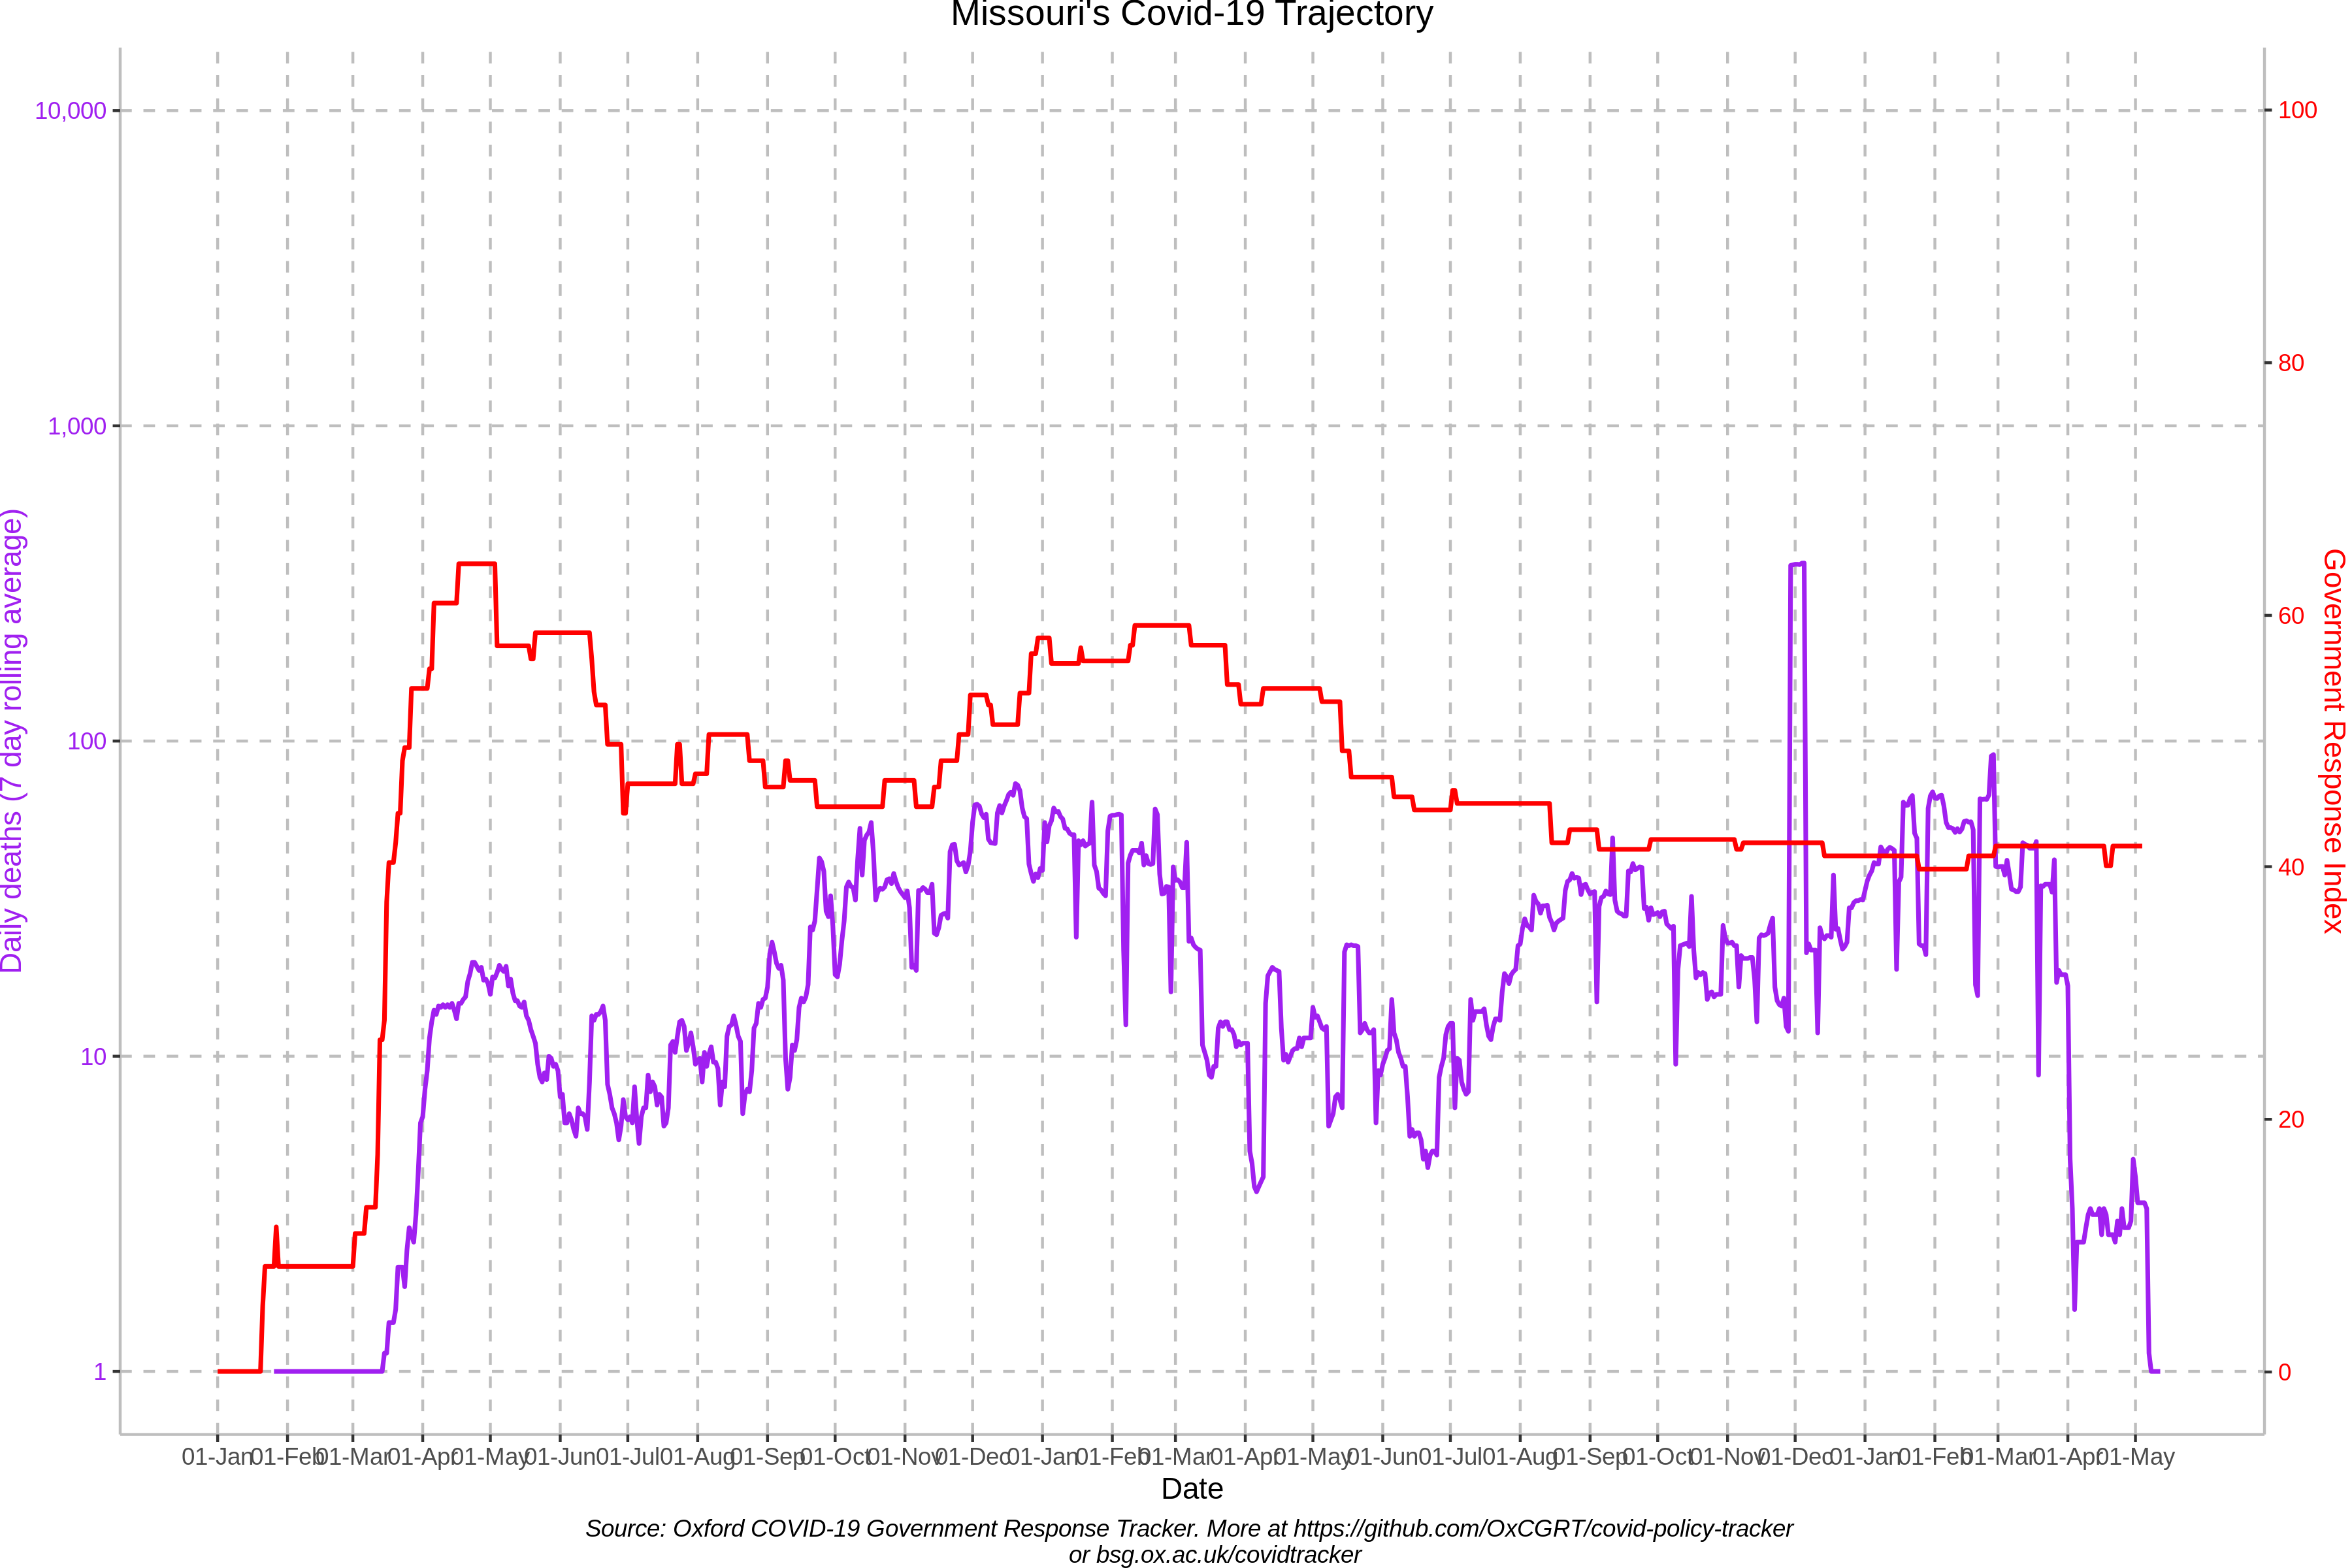 Missouri's Covid-19 Trajectory
10,000
1,000
100
10
1
Daily deaths (7 day rolling average)
100
80
60
40
20
0
Government Response Index
01-Jan 01-Feb 01-Mar 01-Apr 01-May 01-Jun 01-Jul 01-Aug 01-Sep 01-Oct 01-Nov 01-Dec 01-Jan 01-Feb 01-Mar 01-Apr 01-May 01-Jun 01-Jul 01-Aug 01-Sep 01-Oct 01-Nov 01-Dec 01-Jan 01-Feb 01-Mar 01-Apr 01-May
Date
Source: Oxford COVID-19 Government Response Tracker. More at https://github.com/OxCGRT/covid-policy-tracker
or bsg.ox.ac.uk/covidtracker